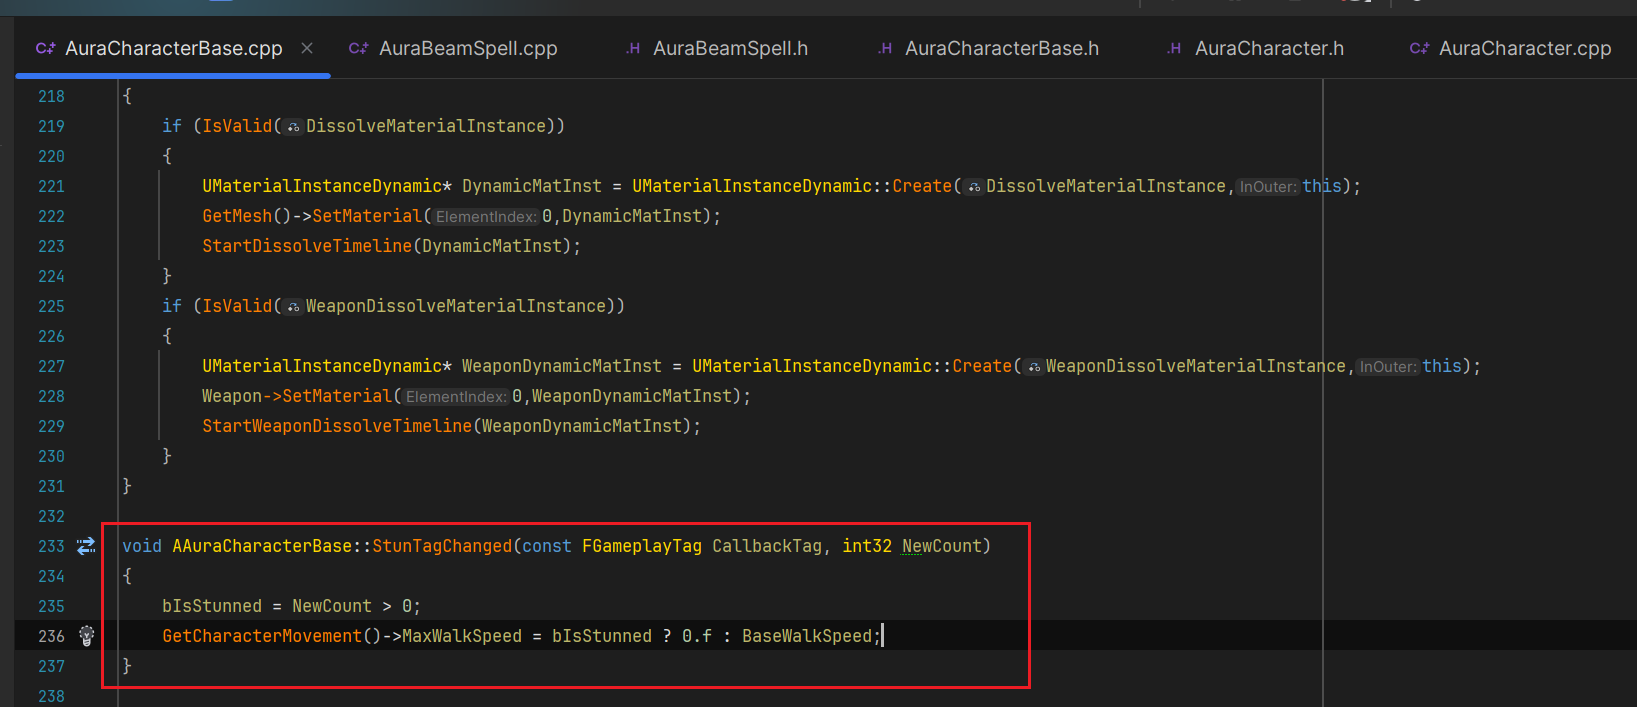 AuraCharacterBase.cpp AuraBeamSpell.cpp .H AuraBeamSpell.h .H AuraCharacterBase.h .H AuraCharacter.h AuraCharacter.cpp
218 {
219 if (IsValid(DissolveMaterialInstance))
220 {
221 UMaterialInstanceDynamic* DynamicMatInst = UMaterialInstanceDynamic::Create(DissolveMaterialInstance, InOuter: this);
222 GetMesh()->SetMaterial( ElementIndex: 0,DynamicMatInst);
223 StartDissolveTimeline(DynamicMatInst);
224 }
225 if (IsValid(WeaponDissolveMaterialInstance))
226 {
227 UMaterialInstanceDynamic* WeaponDynamicMatInst = UMaterialInstanceDynamic::Create(WeaponDissolveMaterialInstance, InOuter: this);
228 Weapon->SetMaterial( ElementIndex: 0,WeaponDynamicMatInst);
229 StartWeaponDissolveTimeline(WeaponDynamicMatInst);
230 }
231 }
232
233 void AAuraCharacterBase::StunTagChanged(const FGameplayTag CallbackTag, int32 NewCount)
234 {
235 bIsStunned = NewCount > 0;
236 GetCharacterMovement()->MaxWalkSpeed = bIsStunned ? 0.f : BaseWalkSpeed;
237 }
238